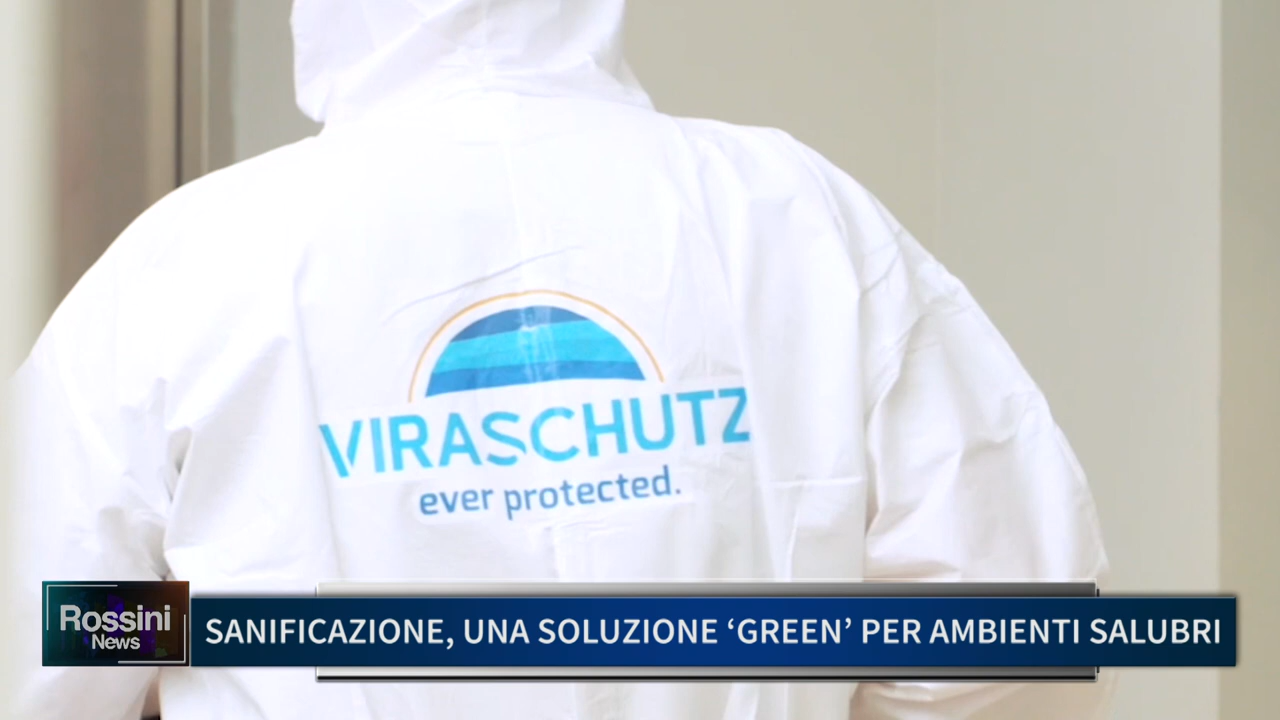 VIRASCHUTZ
ever protected.
Rossini
News
SANIFICAZIONE, UNA SOLUZIONE ‘GREEN’ PER AMBIENTI SALUBRI